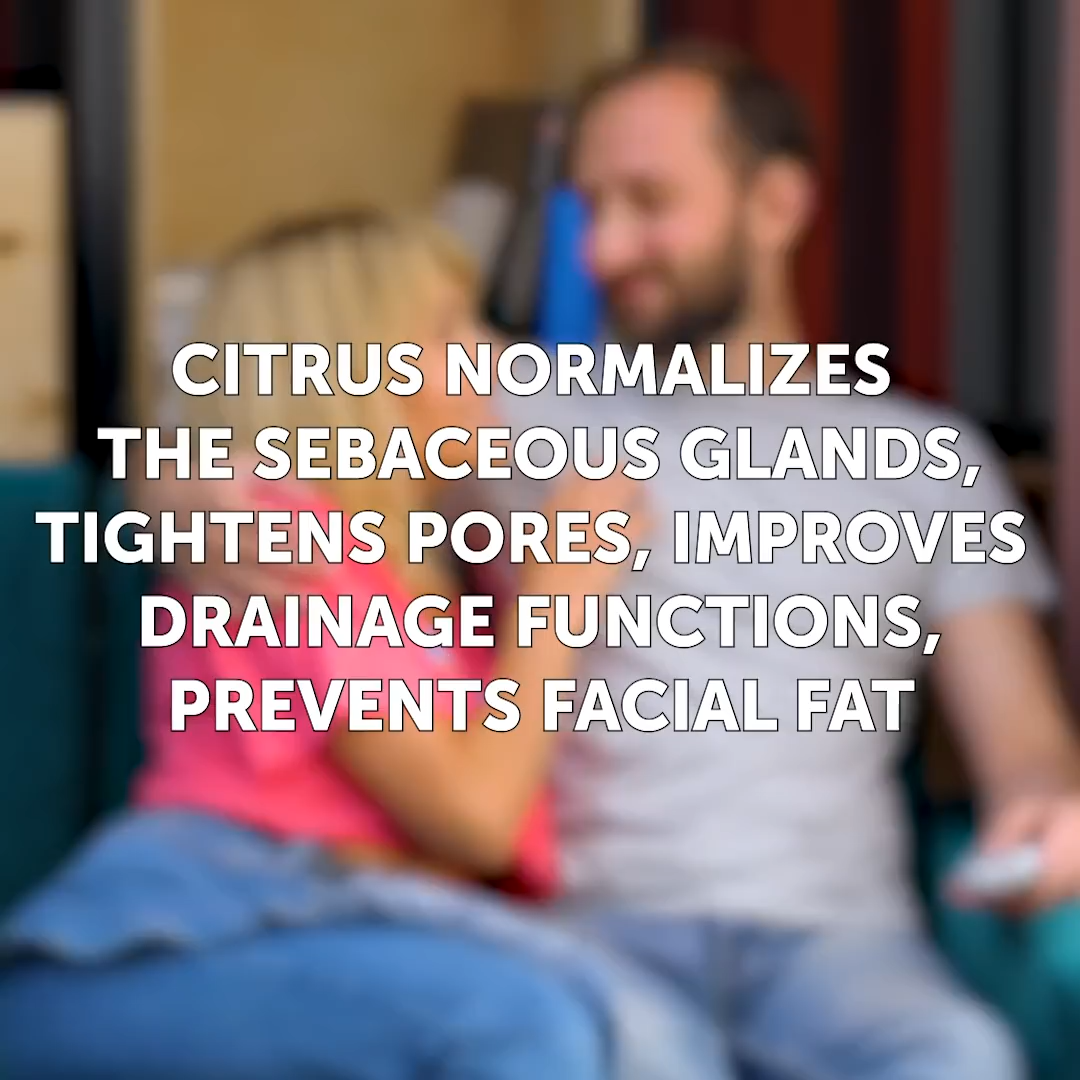 CITRUS NORMALIZES
THE SEBACEOUS GLANDS,
TIGHTENS PORES, IMPROVES
DRAINAGE FUNCTIONS,
PREVENTS FACIAL FAT